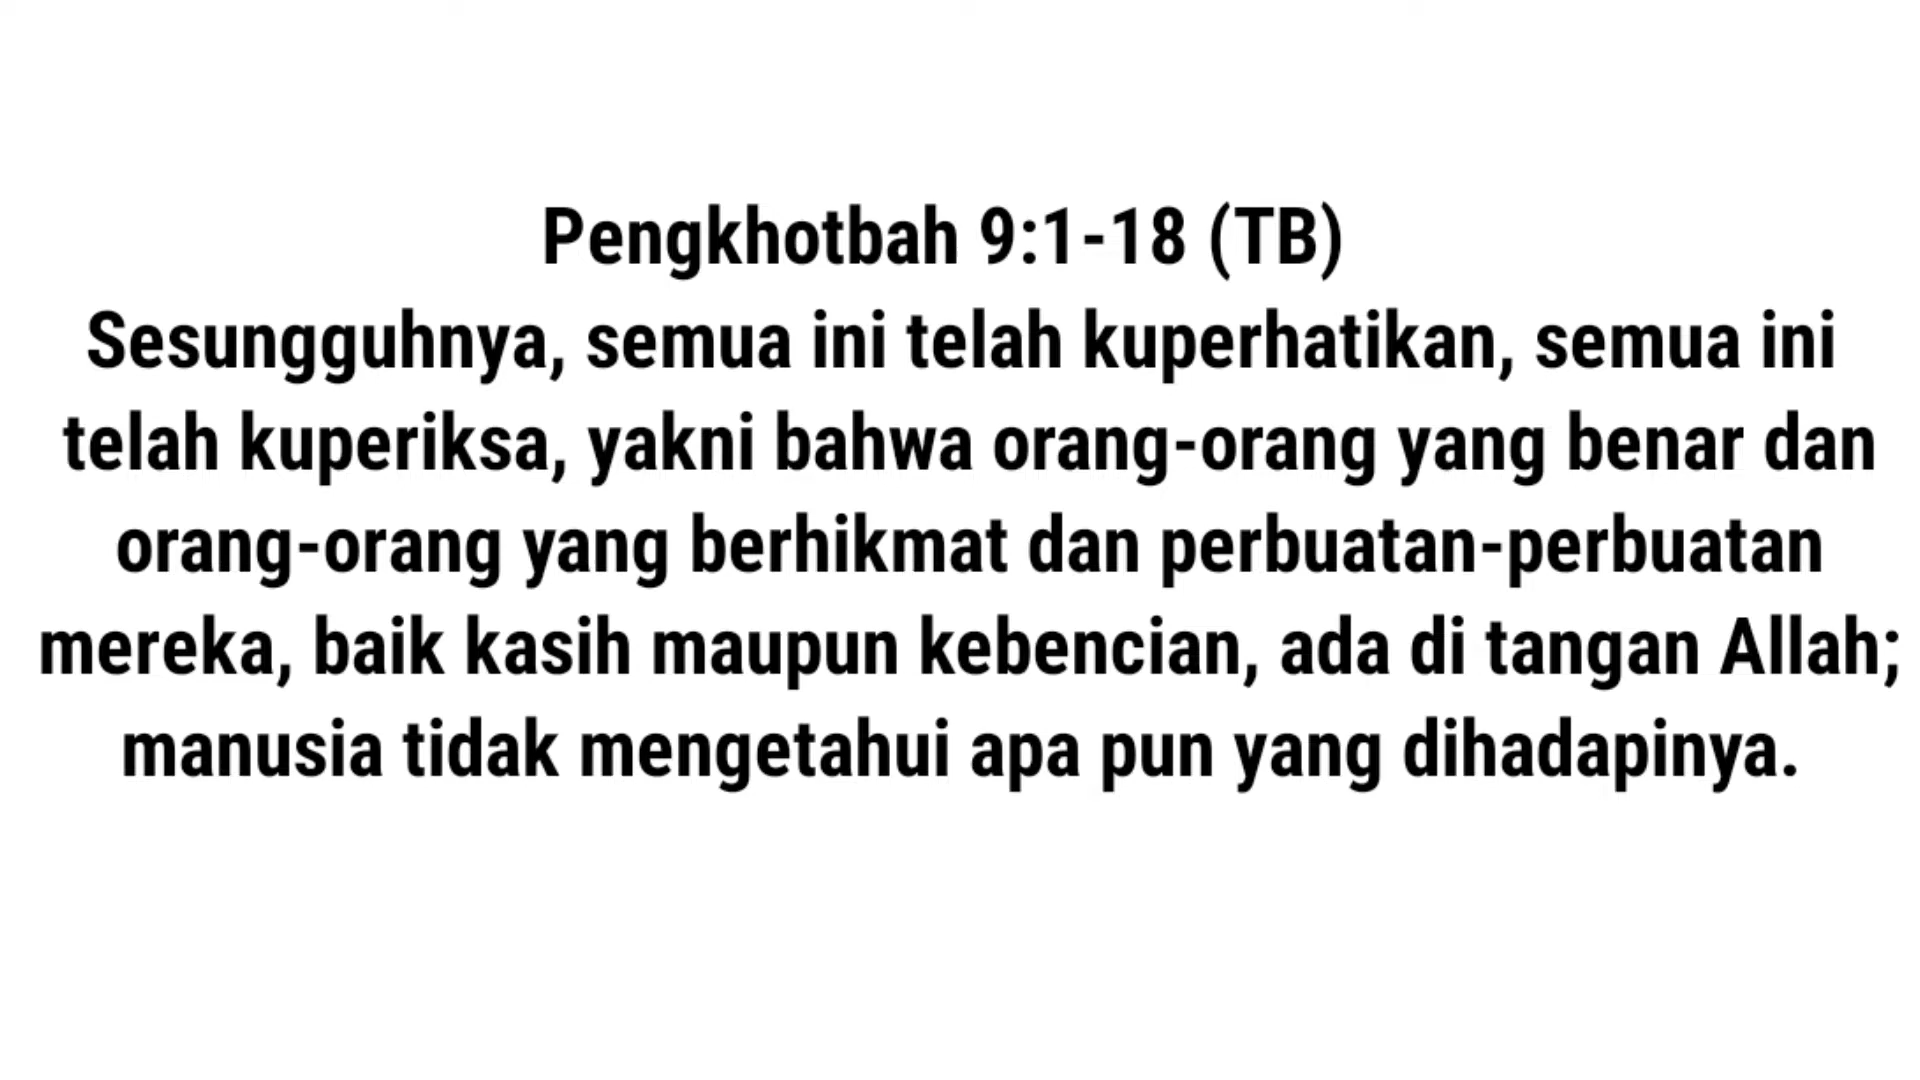 Pengkhotbah 9:1-18 (TB)
Sesungguhnya, semua ini telah kuperhatikan, semua ini
telah kuperiksa, yakni bahwa orang-orang yang benar dan
orang-orang yang berhikmat dan perbuatan-perbuatan
mereka, baik kasih maupun kebencian, ada di tangan Allah;
manusia tidak mengetahui apa pun yang dihadapinya.